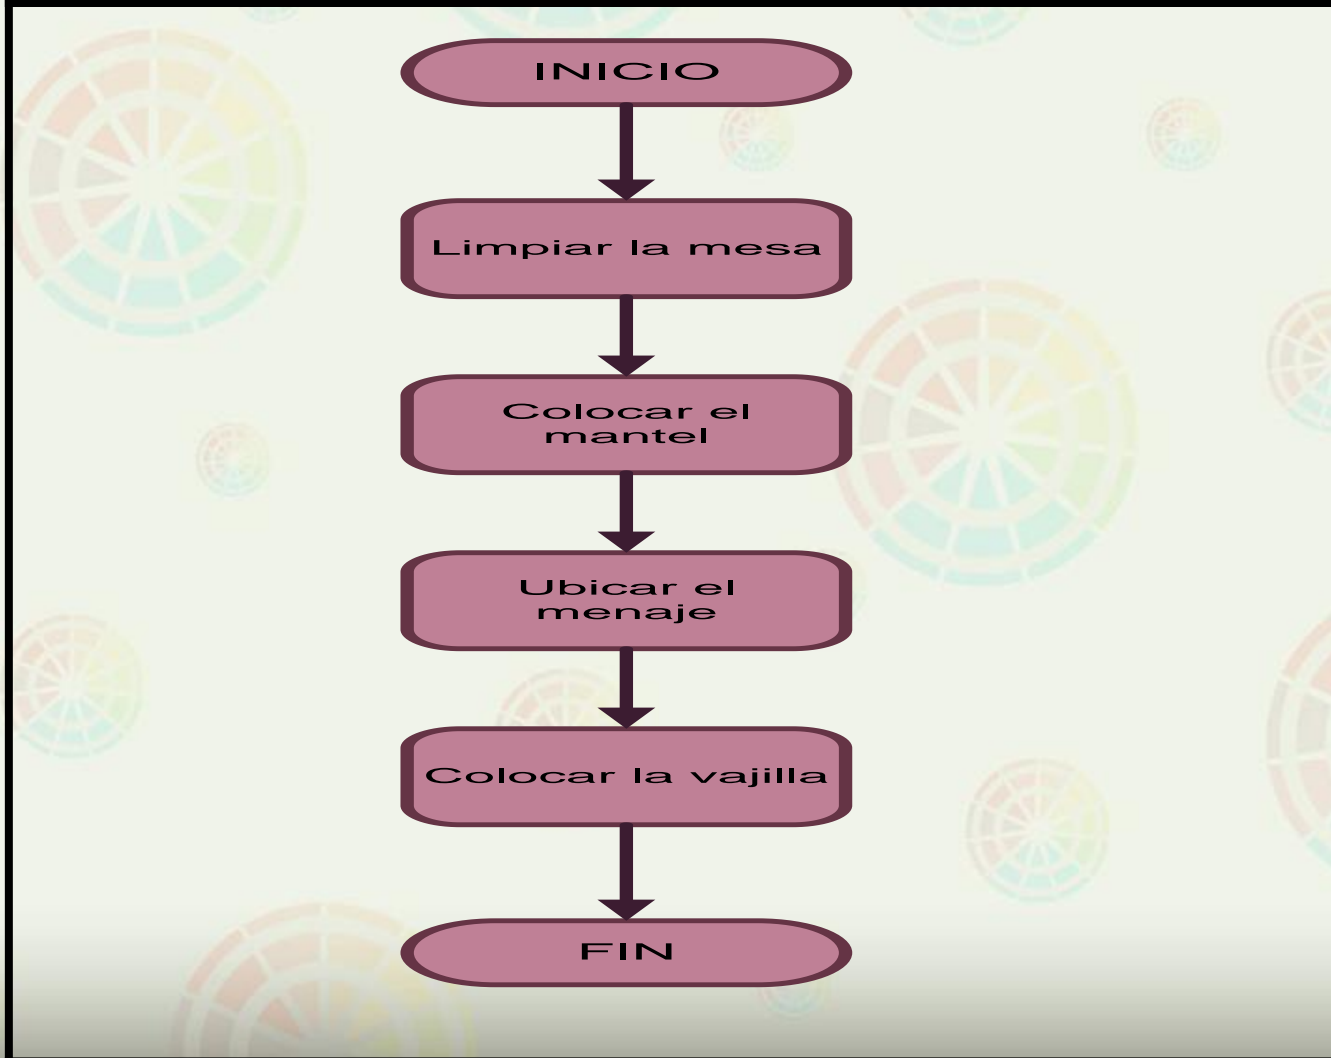 INICIO
Limpiar la mesa
Colocar el
mantel
Ubicar el
menaje
Colocar la vajilla
FIN